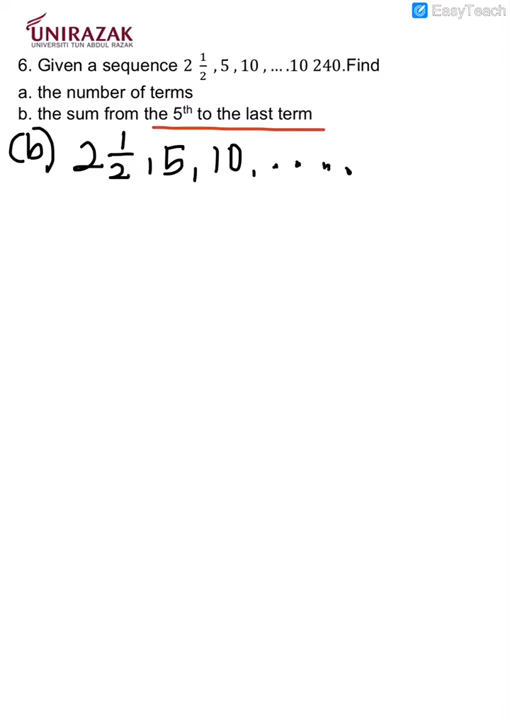 EasyTeach
UNIRAZAK
UNIVERSITI TUN ABDUL RAZAK
6. Given a sequence 2 1/2 , 5 , 10 , … .10 240.Find
a. the number of terms
b. the sum from the 5th to the last term
(b) 2 1/2 , 5 , 10 , . . . . .